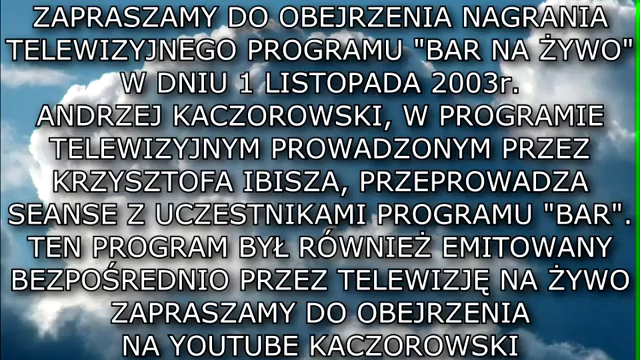 ZAPRASZAMY DO OBEJRZENIA NAGRANIA
TELEWIZYJNEGO PROGRAMU "BAR NA ŻYWO"
W DNIU 1 LISTOPADA 2003r.
ANDRZEJ KACZOROWSKI, W PROGRAMIE
TELEWIZYJNYM PROWADZONYM PRZEZ
KRZYSZTOFA IBISZA, PRZEPROWADZA
SEANSE Z UCZESTNIKAMI PROGRAMU "BAR".
TEN PROGRAM BYŁ RÓWNIEŻ EMITOWANY
BEZPOŚREDNIO PRZEZ TELEWIZJĘ NA ŻYWO
ZAPRASZAMY DO OBEJRZENIA
NA YOUTUBE KACZOROWSKI